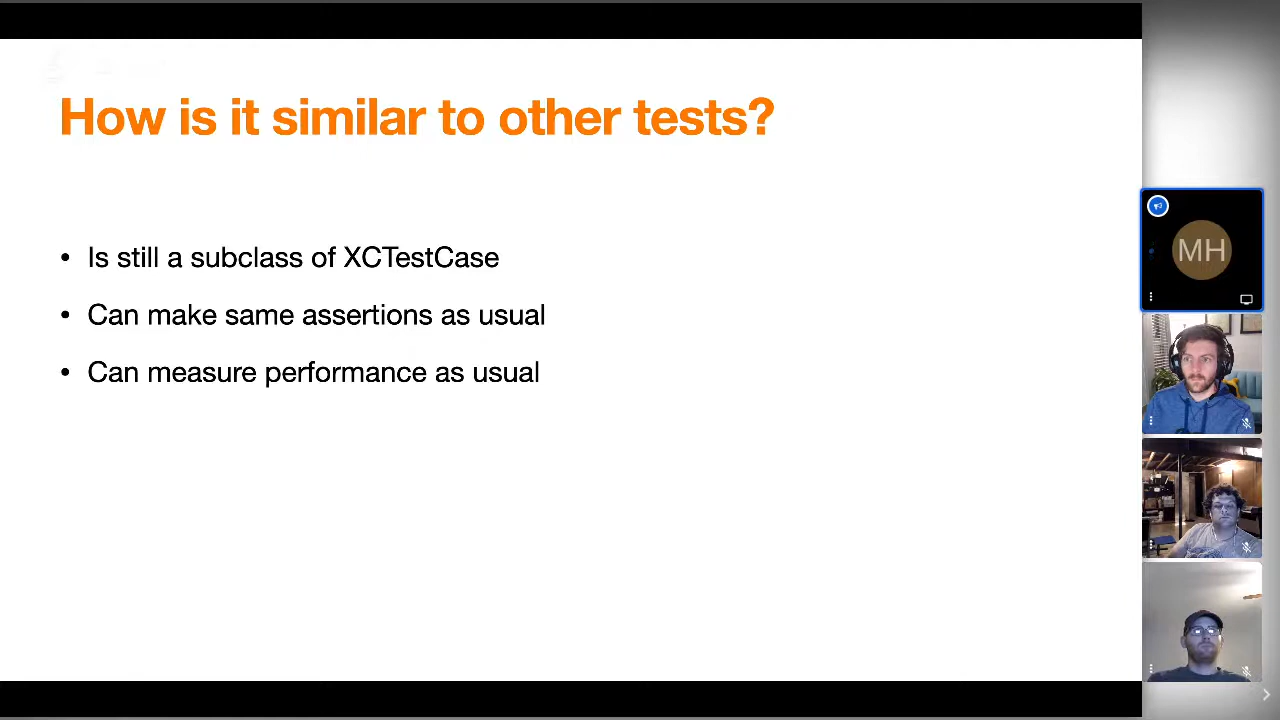 How is it similar to other tests?
• Is still a subclass of XCTestCase
• Can make same assertions as usual
• Can measure performance as usual
MH